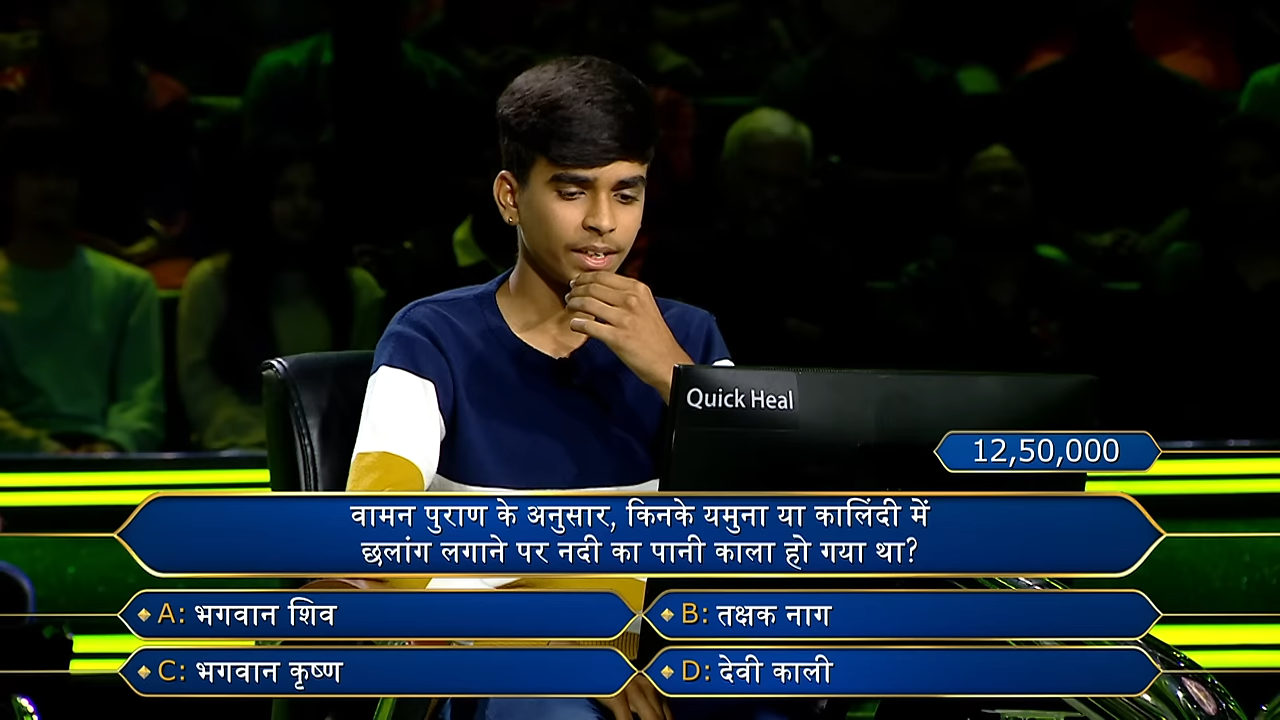 Quick Heal
12,50,000
वामन पुराण के अनुसार, किनके यमुना या कालिंदी में
छलांग लगाने पर नदी का पानी काला हो गया था?
A: भगवान शिव
B: तक्षक नाग
C: भगवान कृष्ण
D: देवी काली